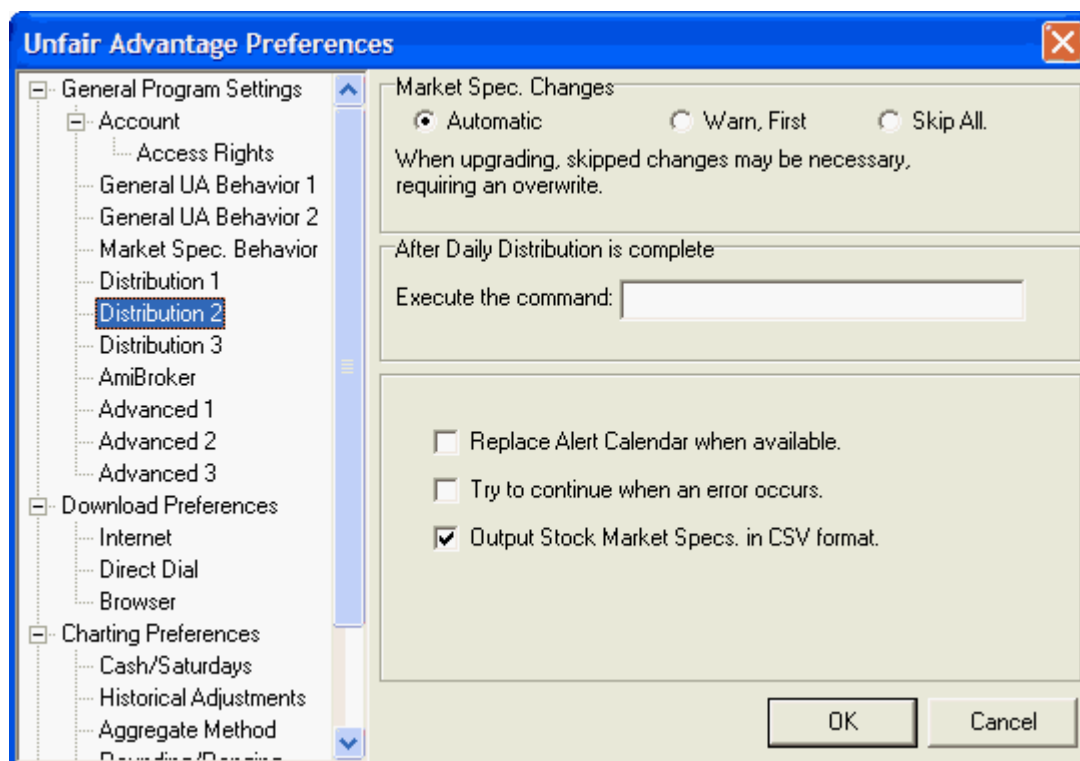 Unfair Advantage Preferences
General Program Settings
Account
Access Rights
General UA Behavior 1
General UA Behavior 2
Market Spec. Behavior
Distribution 1
Distribution 2
Distribution 3
AmiBroker
Advanced 1
Advanced 2
Advanced 3
Download Preferences
Internet
Direct Dial
Browser
Charting Preferences
Cash/Saturdays
Historical Adjustments
Aggregate Method
Market Spec. Changes
Automatic Warn, First Skip All.
When upgrading, skipped changes may be necessary,
requiring an overwrite.
After Daily Distribution is complete
Execute the command:
Replace Alert Calendar when available.
Try to continue when an error occurs.
Output Stock Market Specs. in CSV format.
OK Cancel